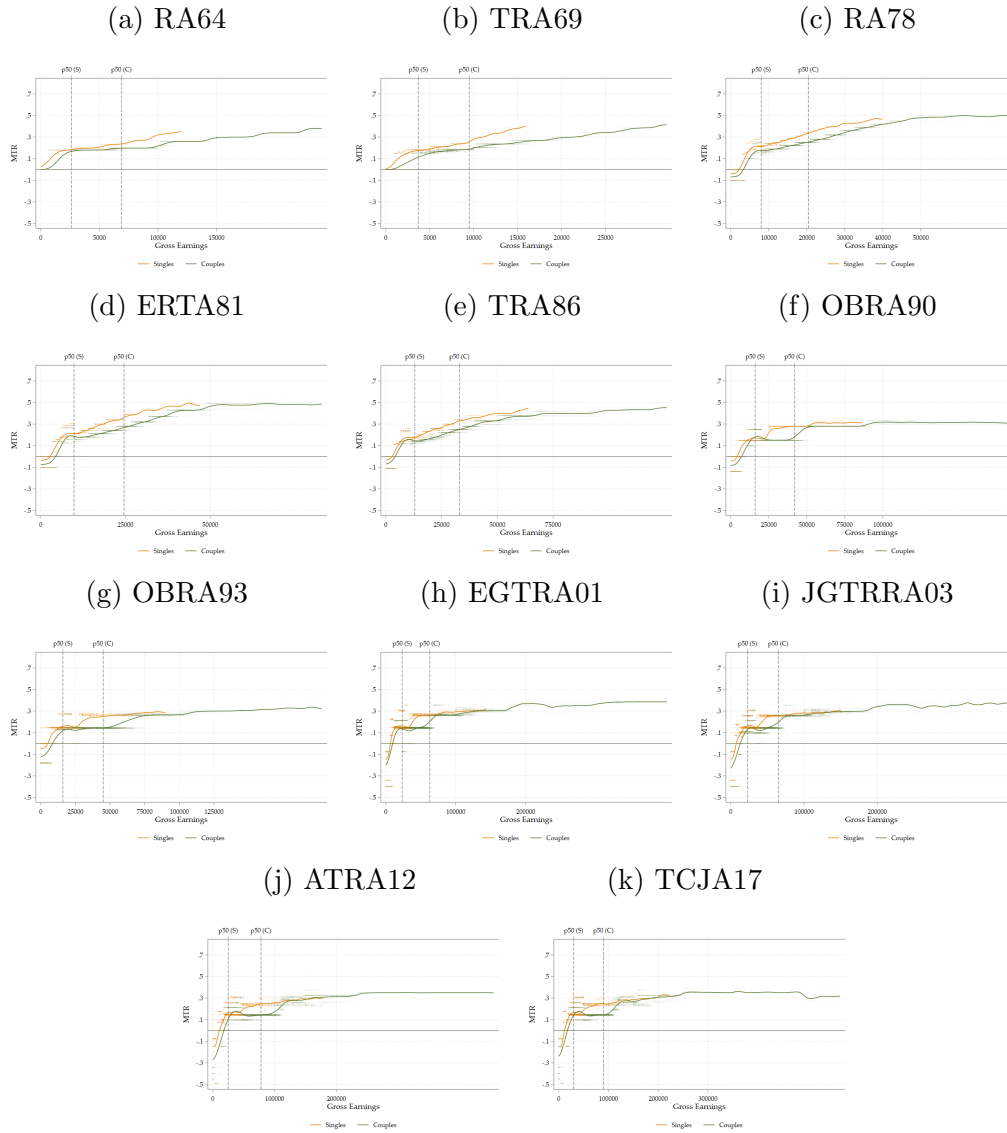 (a) RA64 (b) TRA69 (c) RA78
p50 (S) p50 (C) p50 (S) p50 (C) p50 (S) p50 (C)
.7 .7 .7
.5 .5 .5
.3 .3 .3
MTR .1 MTR .1 MTR .1
-.1 -.1 -.1
-.3 -.3 -.3
-.5 -.5 -.5
0 5000 10000 15000 0 5000 10000 15000 20000 25000 0 10000 20000 30000 40000 50000
Gross Earnings Gross Earnings Gross Earnings
Singles Couples Singles Couples Singles Couples
(d) ERTA81 (e) TRA86 (f) OBRA90
p50 (S) p50 (C) p50 (S) p50 (C) p50 (S) p50 (C)
.7 .7 .7
.5 .5 .5
.3 .3 .3
MTR .1 MTR .1 MTR .1
-.1 -.1 -.1
-.3 -.3 -.3
-.5 -.5 -.5
0 25000 50000 0 25000 50000 75000 0 25000 50000 75000 100000
Gross Earnings Gross Earnings Gross Earnings
Singles Couples Singles Couples Singles Couples
(g) OBRA93 (h) EGTRA01 (i) JGTRRA03
p50 (S) p50 (C) p50 (S) p50 (C) p50 (S) p50 (C)
.7 .7 .7
.5 .5 .5
.3 .3 .3
MTR .1 MTR .1 MTR .1
-.1 -.1 -.1
-.3 -.3 -.3
-.5 -.5 -.5
0 25000 50000 75000 100000 125000 0 100000 200000 0 100000 200000
Gross Earnings Gross Earnings Gross Earnings
Singles Couples Singles Couples Singles Couples
(j) ATRA12 (k) TCJA17
p50 (S) p50 (C) p50 (S) p50 (C)
.7 .7
.5 .5
.3 .3
MTR .1 MTR .1
-.1 -.1
-.3 -.3
-.5 -.5
0 100000 200000 0 100000 200000 300000
Gross Earnings Gross Earnings
Singles Couples Singles Couples